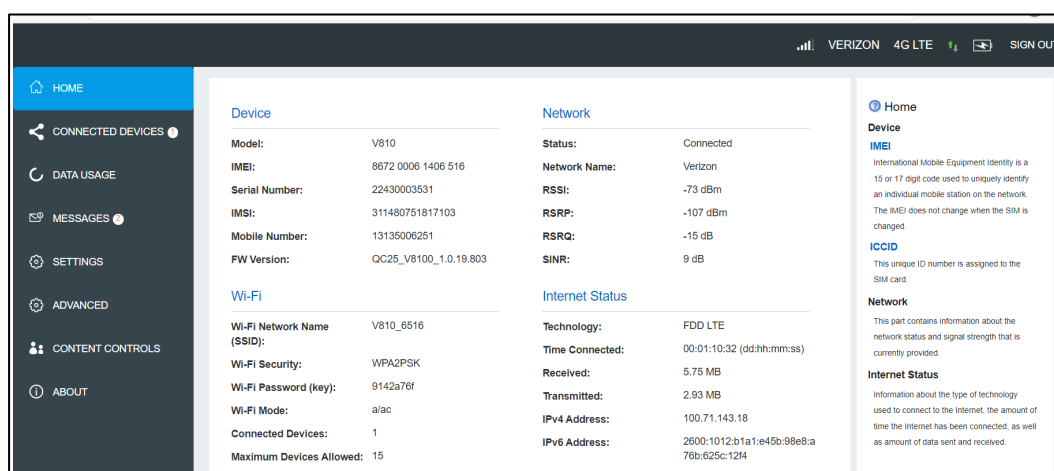 VERIZON 4G LTE SIGN OU
HOME
CONNECTED DEVICES 1
DATA USAGE
MESSAGES 2
SETTINGS
ADVANCED
CONTENT CONTROLS
ABOUT
Device
Model: V810
IMEI: 8672 0006 1406 516
Serial Number: 22430003531
IMSI: 311480751817103
Mobile Number: 13135006251
FW Version: QC25_V8100_1.0.19.803
Wi-Fi
Wi-Fi Network Name V810_6516
(SSID):
Wi-Fi Security: WPA2PSK
Wi-Fi Password (key): 9142a76f
Wi-Fi Mode: a/ac
Connected Devices: 1
Maximum Devices Allowed: 15
Network
Status: Connected
Network Name: Verizon
RSSI: -73 dBm
RSRP: -107 dBm
RSRQ: -15 dB
SINR: 9 dB
Internet Status
Technology: FDD LTE
Time Connected: 00:01:10:32 (dd:hh:mm:ss)
Received: 5.75 MB
Transmitted: 2.93 MB
IPv4 Address: 100.71.143.18
IPv6 Address: 2600:1012:b1a1:e45b:98e8:a
76b:625c:12f4
? Home
Device
IMEI
International Mobile Equipment Identity is a
15 or 17 digit code used to uniquely identify
an individual mobile station on the network.
The IMEI does not change when the SIM is
changed.
ICCID
This unique ID number is assigned to the
SIM card.
Network
This part contains information about the
network status and signal strength that is
currently provided.
Internet Status
Information about the type of technology
used to connect to the Internet, the amount of
time the Internet has been connected, as well
as amount of data sent and received.